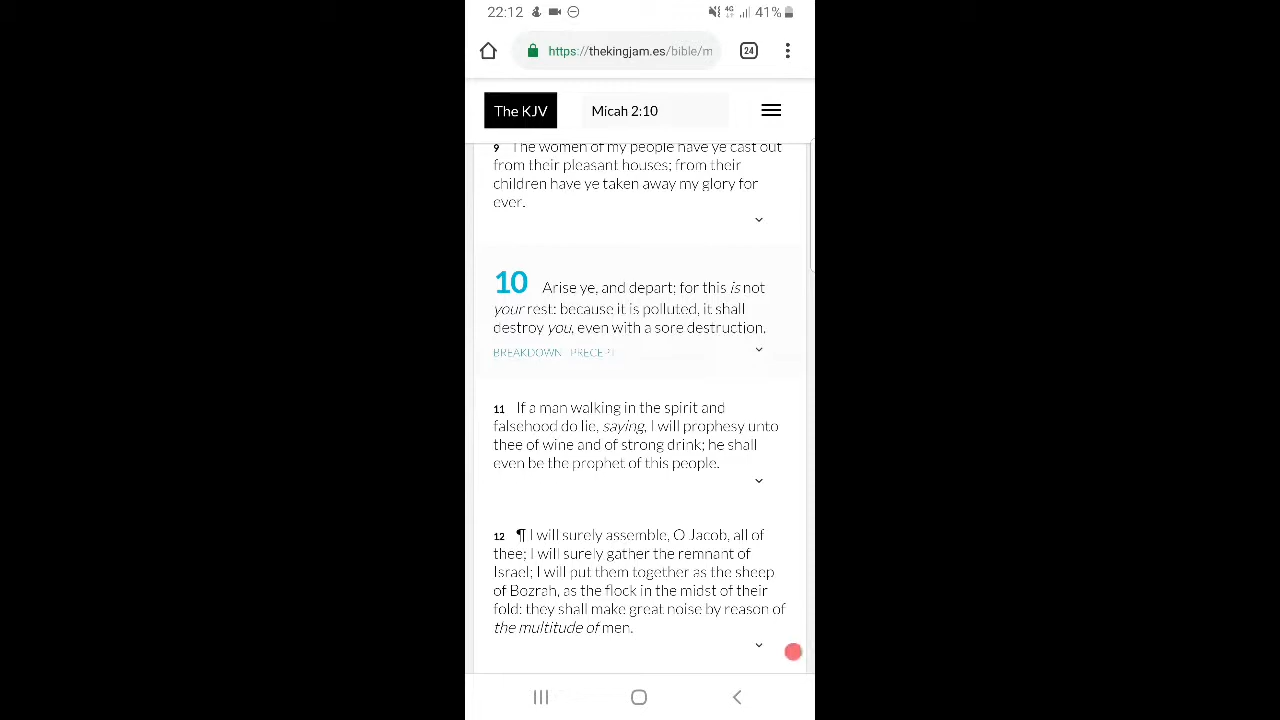 22:12 4G 41%
https://thekingjam.es/bible/m 24
The KJV Micah 2:10
9 The women of my people have ye cast out
from their pleasant houses; from their
children have ye taken away my glory for
ever.
10 Arise ye, and depart; for this is not
your rest: because it is polluted, it shall
destroy you, even with a sore destruction.
BREAKDOWN PRECEPT
11 If a man walking in the spirit and
falsehood do lie, saying, I will prophesy unto
thee of wine and of strong drink; he shall
even be the prophet of this people.
12 ¶ I will surely assemble, O Jacob, all of
thee; I will surely gather the remnant of
Israel; I will put them together as the sheep
of Bozrah, as the flock in the midst of their
fold: they shall make great noise by reason of
the multitude of men.